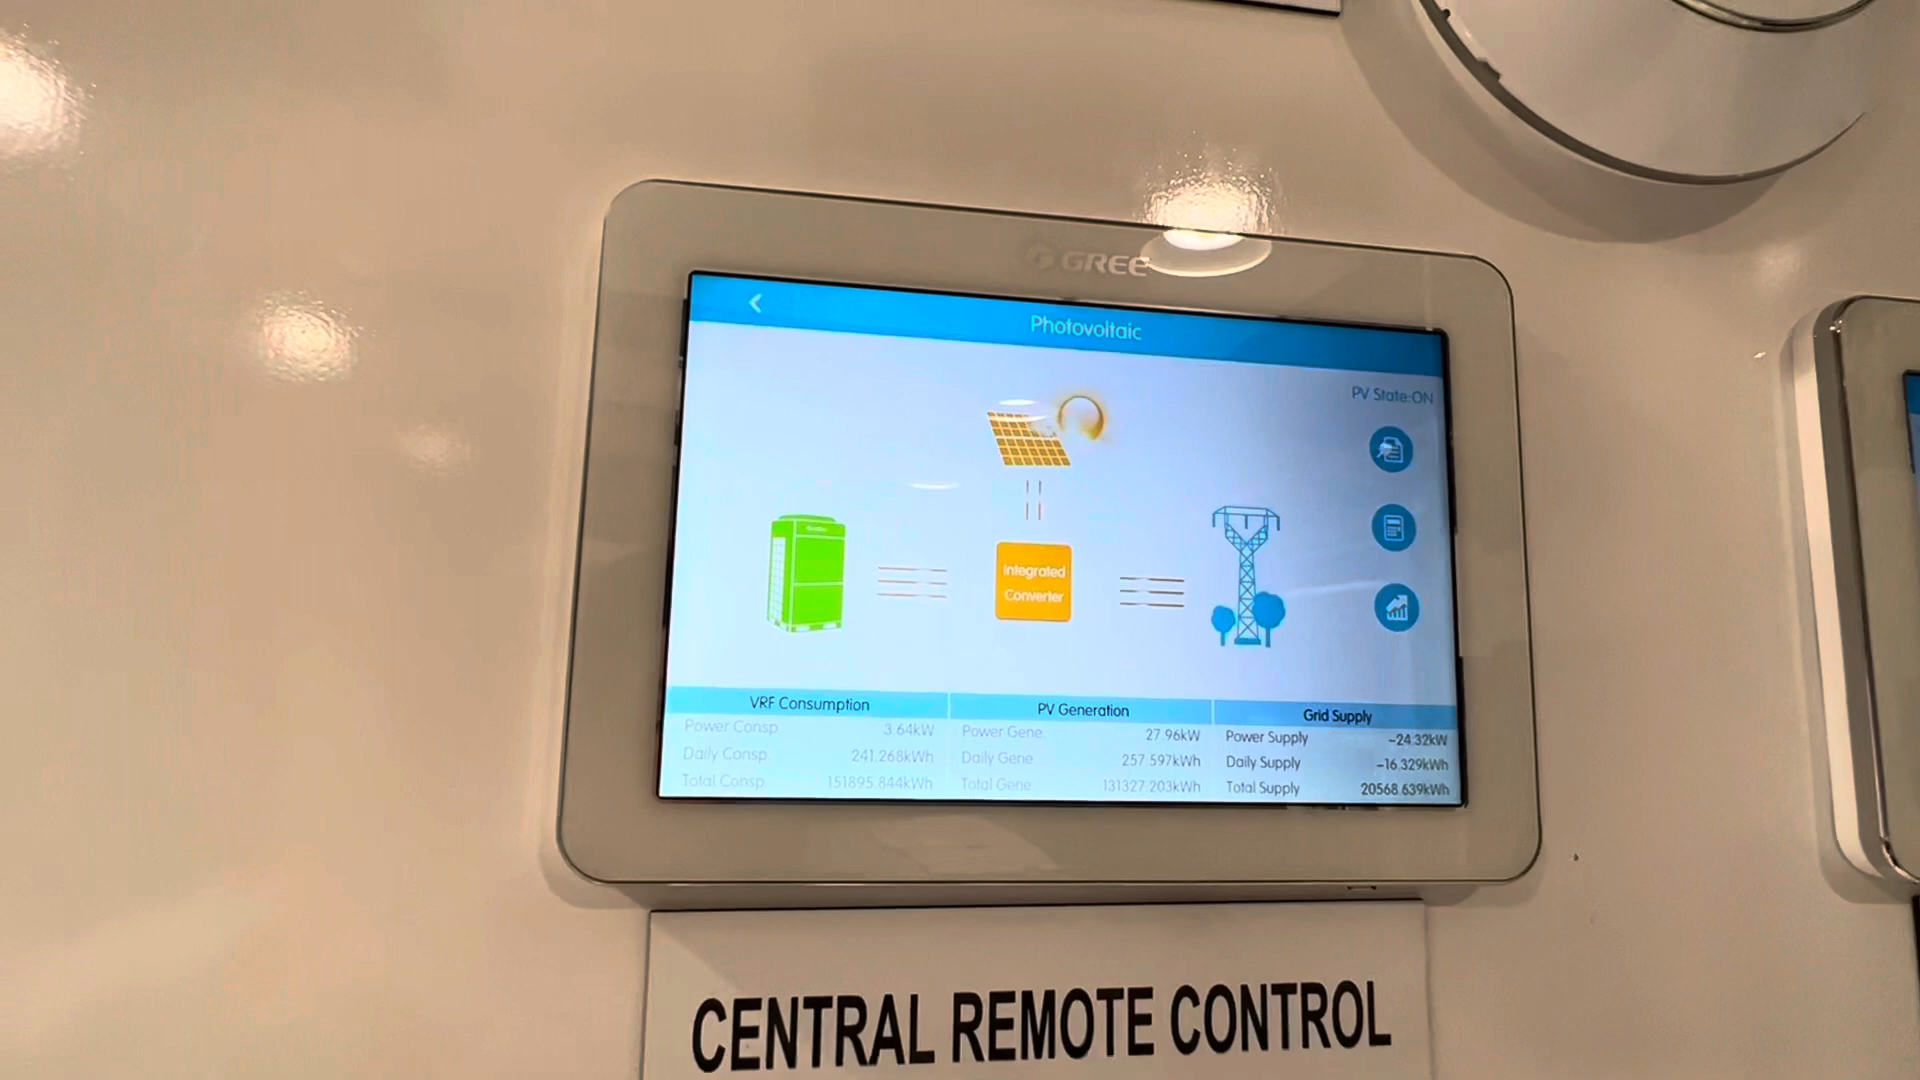 GREE
Photovoltaic
PV State:ON
Integrated
Converter
VRF Consumption
Power Consp. 3.64kW
Daily Consp. 241.268kWh
Total Consp. 151895.844kWh
PV Generation
Power Gene. 27.96kW
Daily Gene. 257.597kWh
Total Gene. 131327.203kWh
Grid Supply
Power Supply -24.32kW
Daily Supply -16.329kWh
Total Supply 20568.639kWh
CENTRAL REMOTE CONTROL